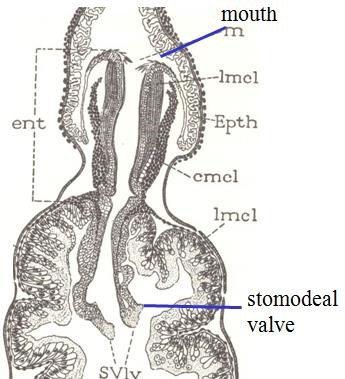 mouth
m
lmcl
ent
Epth
cmcl
lmcl
stomodeal
valve
SVlv